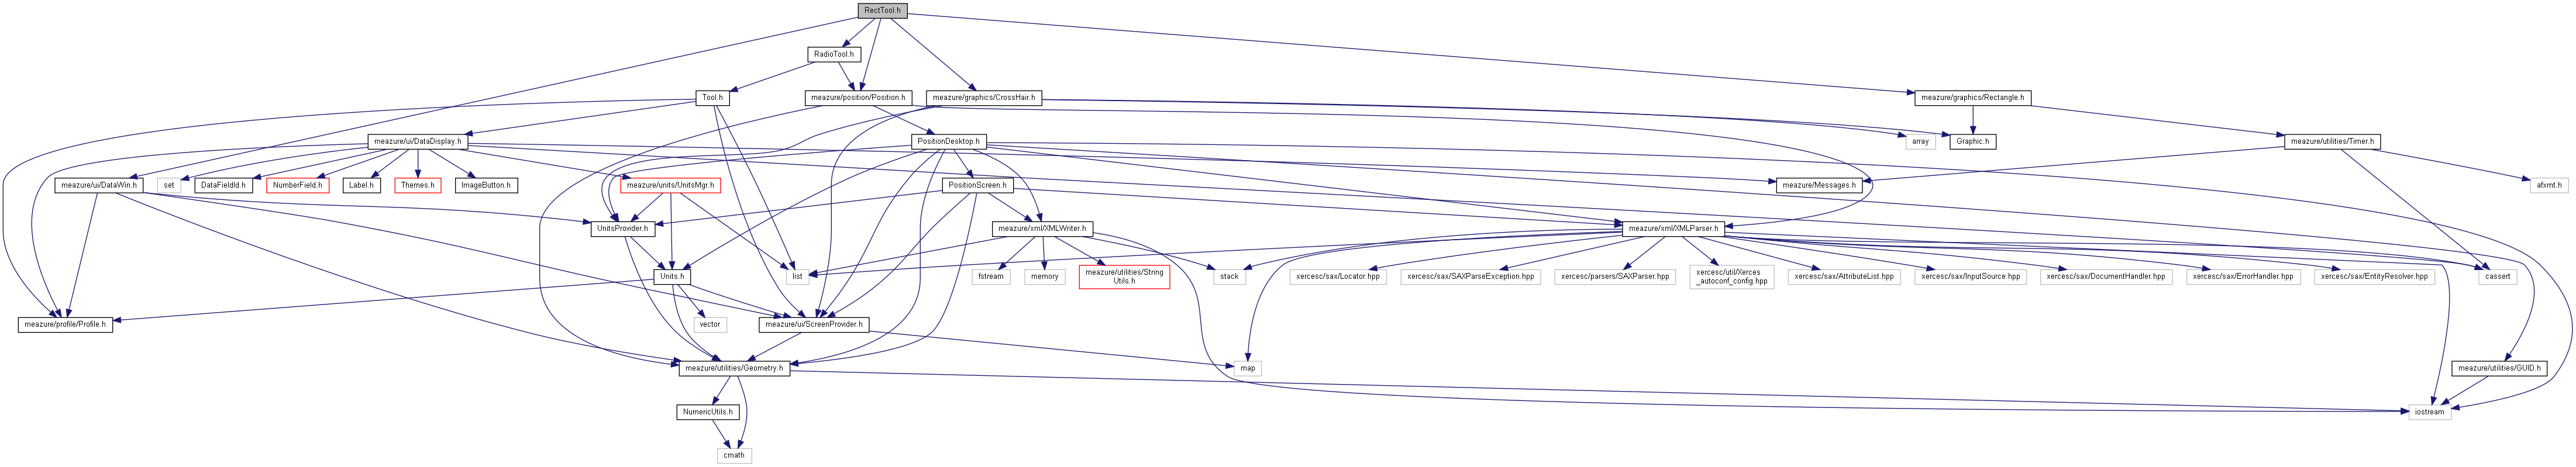 RectTool.h
RadioTool.h
Tool.h
meazure/position/Position.h
meazure/graphics/CrossHair.h
meazure/graphics/Rectangle.h
meazure/ui/DataDisplay.h
PositionDesktop.h
array
Graphic.h
meazure/utilities/Timer.h
meazure/ui/DataWin.h
set
DataFieldId.h
NumberField.h
Label.h
Themes.h
ImageButton.h
meazure/units/UnitsMgr.h
PositionScreen.h
meazure/Messages.h
afxmt.h
UnitsProvider.h
meazure/xml/XMLWriter.h
meazure/xml/XMLParser.h
Units.h
list
fstream
memory
meazure/utilities/String
Utils.h
stack
xercesc/sax/Locator.hpp
xercesc/sax/SAXParseException.hpp
xercesc/parsers/SAXParser.hpp
xercesc/util/Xerces
_autoconf_config.hpp
xercesc/sax/AttributeList.hpp
xercesc/sax/InputSource.hpp
xercesc/sax/DocumentHandler.hpp
xercesc/sax/ErrorHandler.hpp
xercesc/sax/EntityResolver.hpp
cassert
meazure/profile/Profile.h
vector
meazure/ui/ScreenProvider.h
meazure/utilities/Geometry.h
map
meazure/utilities/GUID.h
NumericUtils.h
iostream
cmath